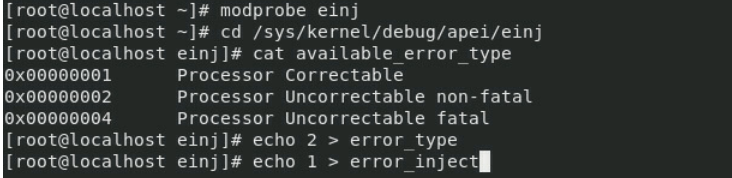 [root@localhost ~]# modprobe einj
[root@localhost ~]# cd /sys/kernel/debug/apei/einj
[root@localhost einj]# cat available_error_type
0x00000001	Processor Correctable
0x00000002	Processor Uncorrectable non-fatal
0x00000004	Processor Uncorrectable fatal
[root@localhost einj]# echo 2 > error_type
[root@localhost einj]# echo 1 > error_inject